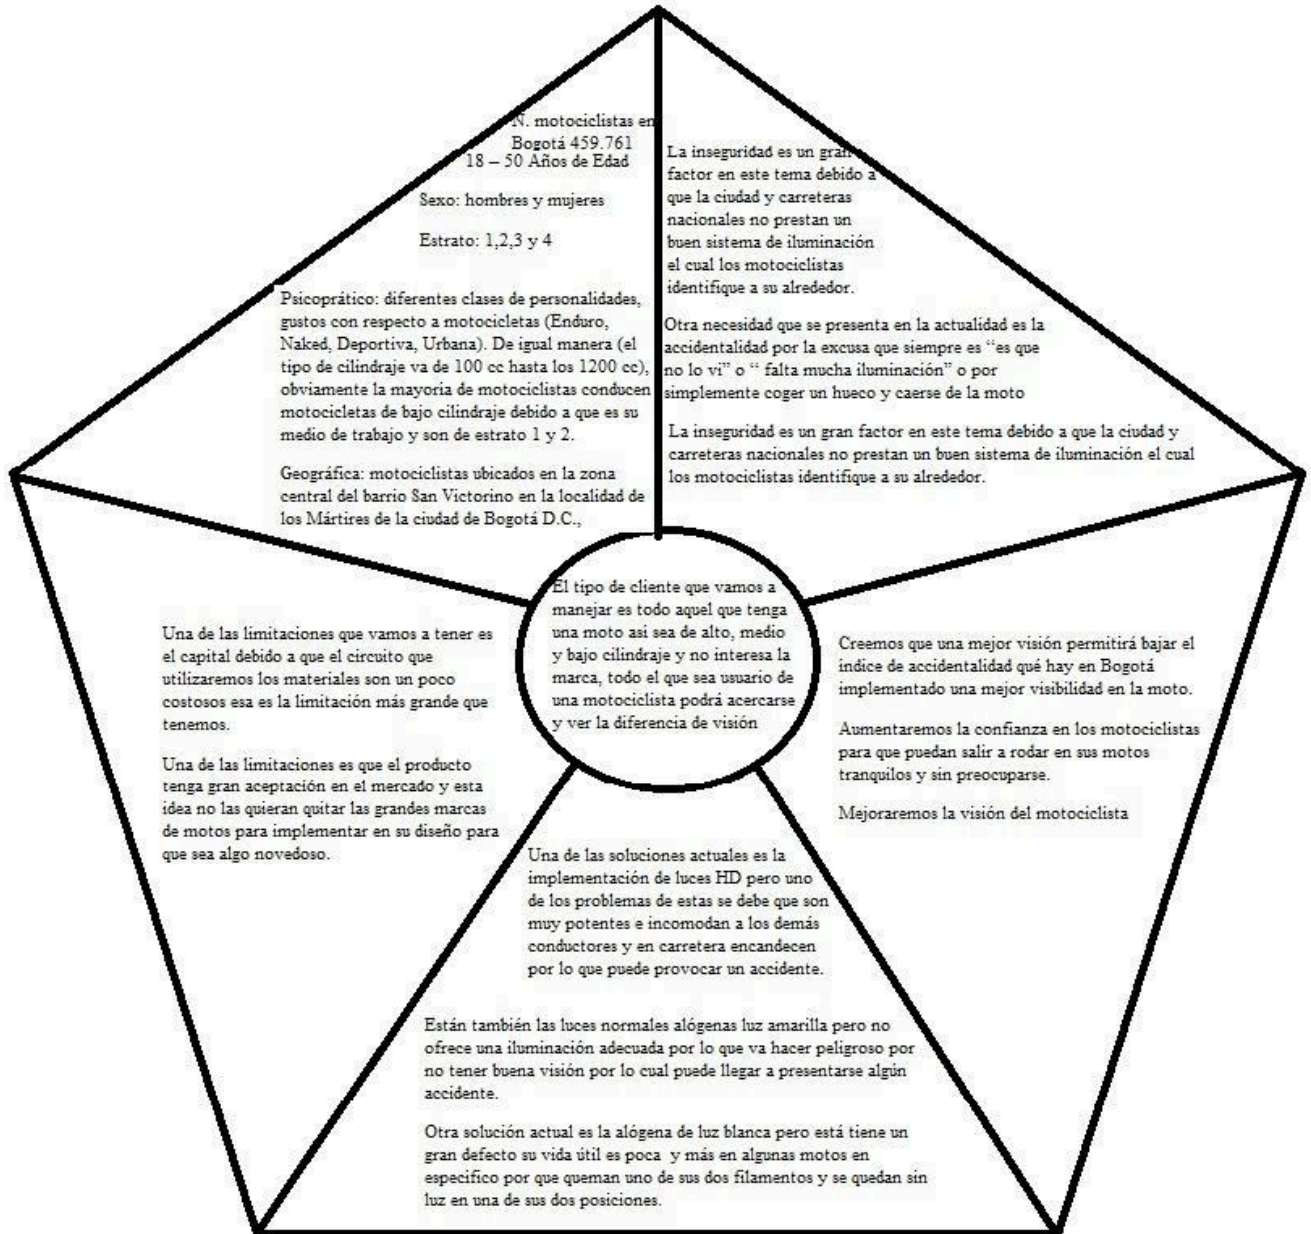 N. motociclistas en
Bogotá 459.761
18 – 50 Años de Edad
Sexo: hombres y mujeres
Estrato: 1,2,3 y 4
Psicoprático: diferentes clases de personalidades,
gustos con respecto a motocicletas (Enduro,
Naked, Deportiva, Urbana). De igual manera (el
tipo de cilindraje va de 100 cc hasta los 1200 cc),
obviamente la mayoría de motociclistas conducen
motocicletas de bajo cilindraje debido a que es su
medio de trabajo y son de estrato 1 y 2.
Geográfica: motociclistas ubicados en la zona
central del barrio San Victorino en la localidad de
los Mártires de la ciudad de Bogotá D.C.,
La inseguridad es un gran
factor en este tema debido a
que la ciudad y carreteras
nacionales no prestan un
buen sistema de iluminación
el cual los motociclistas
identifique a su alrededor.
Otra necesidad que se presenta en la actualidad es la
accidentalidad por la excusa que siempre es “es que
no lo vi” o “ falta mucha iluminación” o por
simplemente coger un hueco y caerse de la moto
La inseguridad es un gran factor en este tema debido a que la ciudad y
carreteras nacionales no prestan un buen sistema de iluminación el cual
los motociclistas identifique a su alrededor.
El tipo de cliente que vamos a
manejar es todo aquel que tenga
una moto así sea de alto, medio
y bajo cilindraje y no interesa la
marca, todo el que sea usuario de
una motociclista podrá acercarse
y ver la diferencia de visión
Una de las limitaciones que vamos a tener es
el capital debido a que el circuito que
utilizaremos los materiales son un poco
costosos esa es la limitación más grande que
tenemos.
Una de las limitaciones es que el producto
tenga gran aceptación en el mercado y esta
idea no las quieran quitar las grandes marcas
de motos para implementar en su diseño para
que sea algo novedoso.
Creemos que una mejor visión permitirá bajar el
índice de accidentalidad qué hay en Bogotá
implementado una mejor visibilidad en la moto.
Aumentaremos la confianza en los motociclistas
para que puedan salir a rodar en sus motos
tranquilos y sin preocuparse.
Mejoraremos la visión del motociclista
Una de las soluciones actuales es la
implementación de luces HD pero uno
de los problemas de estas se debe que son
muy potentes e incomodan a los demás
conductores y en carretera encandecen
por lo que puede provocar un accidente.
Están también las luces normales alógenas luz amarilla pero no
ofrece una iluminación adecuada por lo que va hacer peligroso por
no tener buena visión por lo cual puede llegar a presentarse algún
accidente.
Otra solución actual es la alógena de luz blanca pero está tiene un
gran defecto su vida útil es poca y más en algunas motos en
especifico por que queman uno de sus dos filamentos y se quedan sin
luz en una de sus dos posiciones.